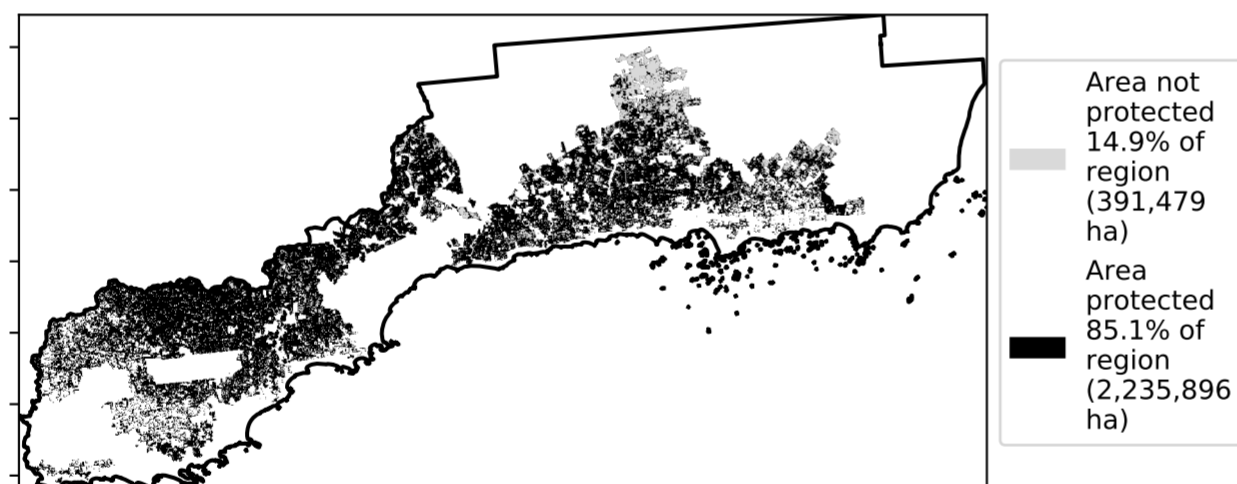 Area not
protected
14.9% of
region
(391,479
ha)
Area
protected
85.1% of
region
(2,235,896
ha)